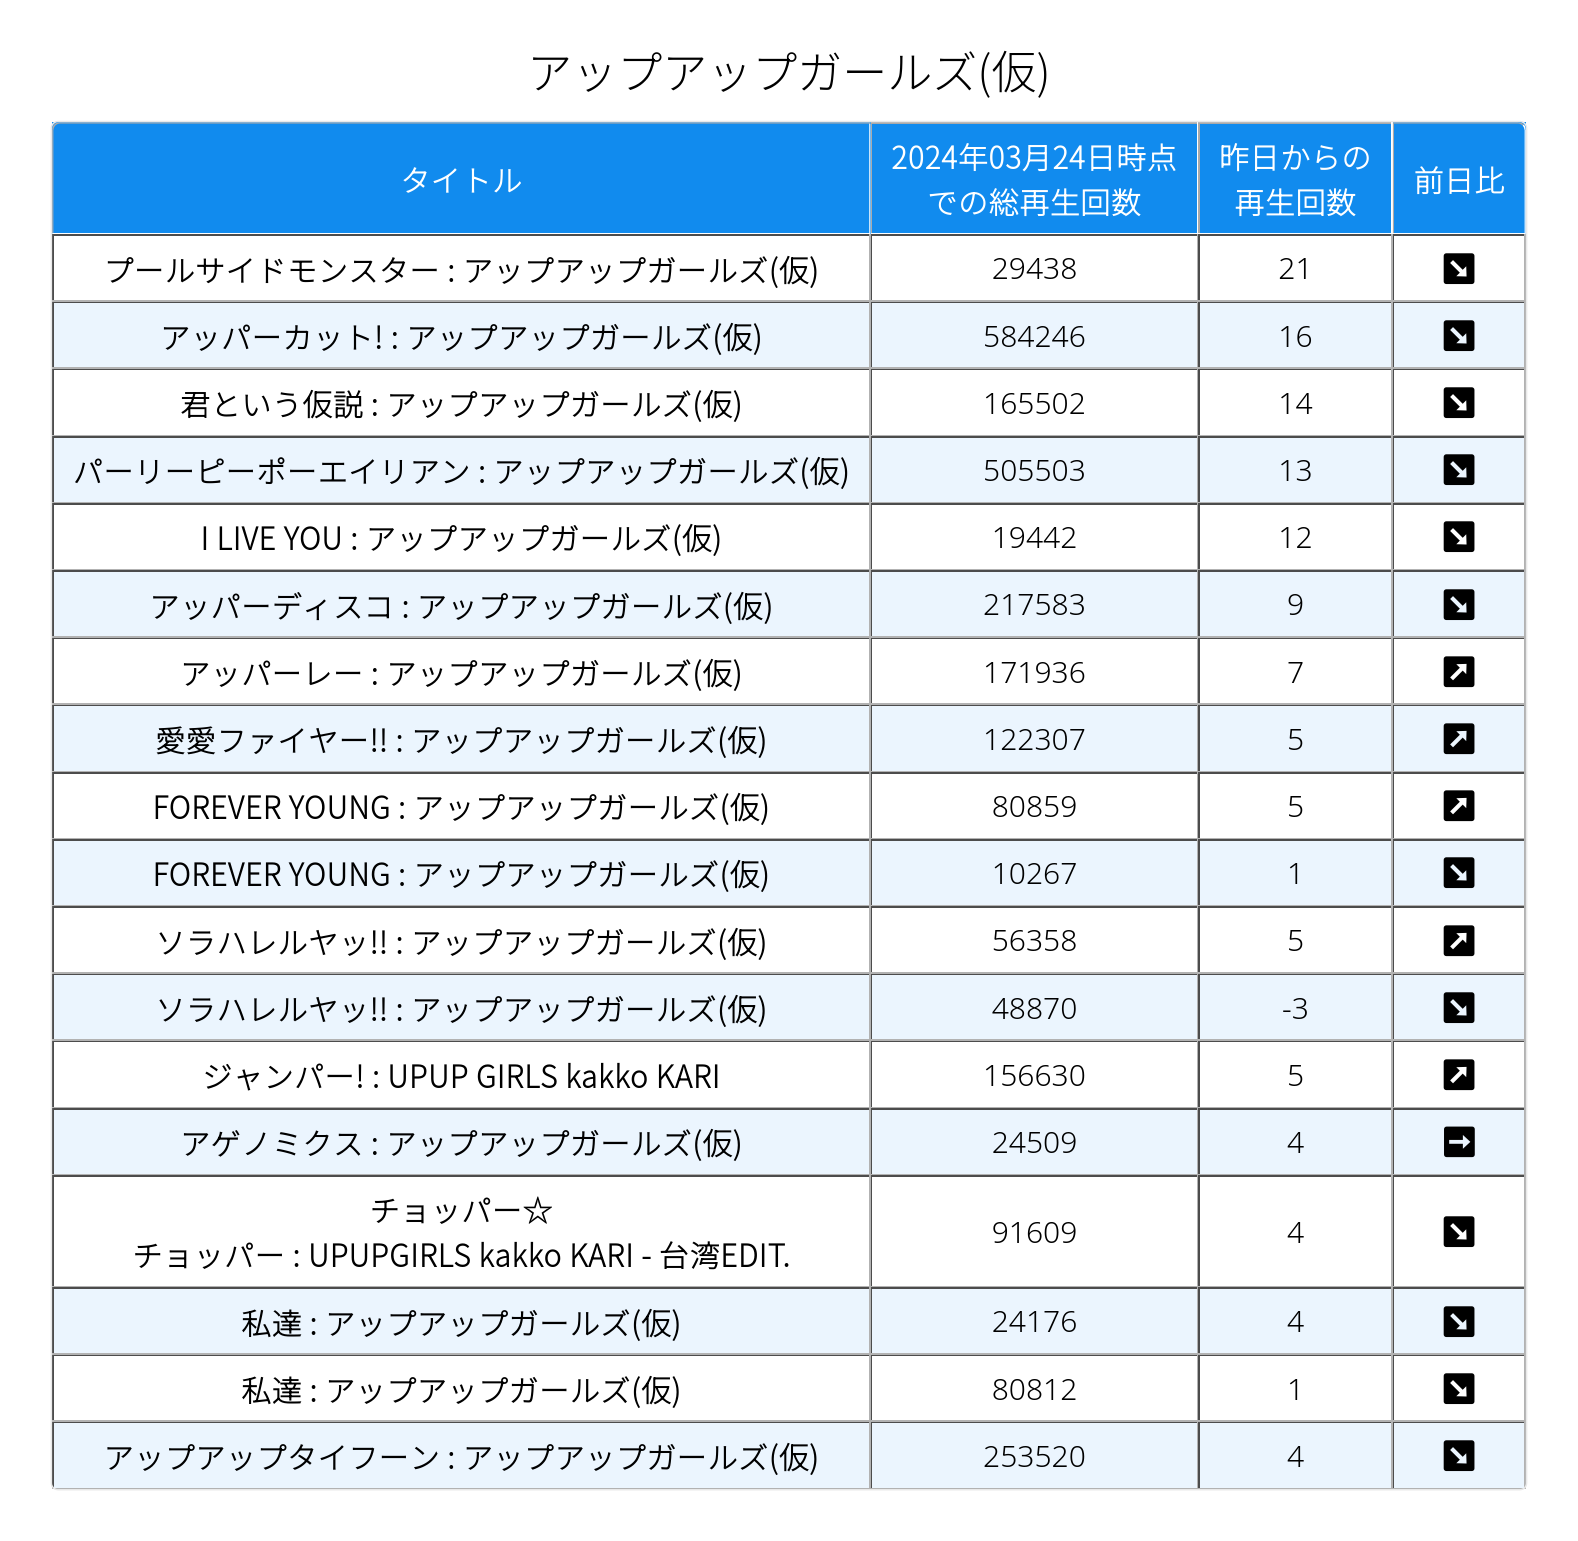 アップアップガールズ(仮)
タイトル
2024年03月24日時点
での総再生回数
昨日からの
再生回数
前日比
プールサイドモンスター : アップアップガールズ(仮) 29438 21 ↘
アッパーカット! : アップアップガールズ(仮) 584246 16 ↘
君という仮説 : アップアップガールズ(仮) 165502 14 ↘
パーリーピーポーエイリアン : アップアップガールズ(仮) 505503 13 ↘
I LIVE YOU : アップアップガールズ(仮) 19442 12 ↘
アッパーディスコ : アップアップガールズ(仮) 217583 9 ↘
アッパーレー : アップアップガールズ(仮) 171936 7 ↗
愛愛ファイヤー!! : アップアップガールズ(仮) 122307 5 ↗
FOREVER YOUNG : アップアップガールズ(仮) 80859 5 ↗
FOREVER YOUNG : アップアップガールズ(仮) 10267 1 ↘
ソラハレルヤッ!! : アップアップガールズ(仮) 56358 5 ↗
ソラハレルヤッ!! : アップアップガールズ(仮) 48870 -3 ↘
ジャンパー! : UPUP GIRLS kakko KARI 156630 5 ↗
アゲノミクス : アップアップガールズ(仮) 24509 4 →
チョッパー☆
チョッパー : UPUPGIRLS kakko KARI - 台湾EDIT. 91609 4 ↘
私達 : アップアップガールズ(仮) 24176 4 ↘
私達 : アップアップガールズ(仮) 80812 1 ↘
アップアップタイフーン : アップアップガールズ(仮) 253520 4 ↘